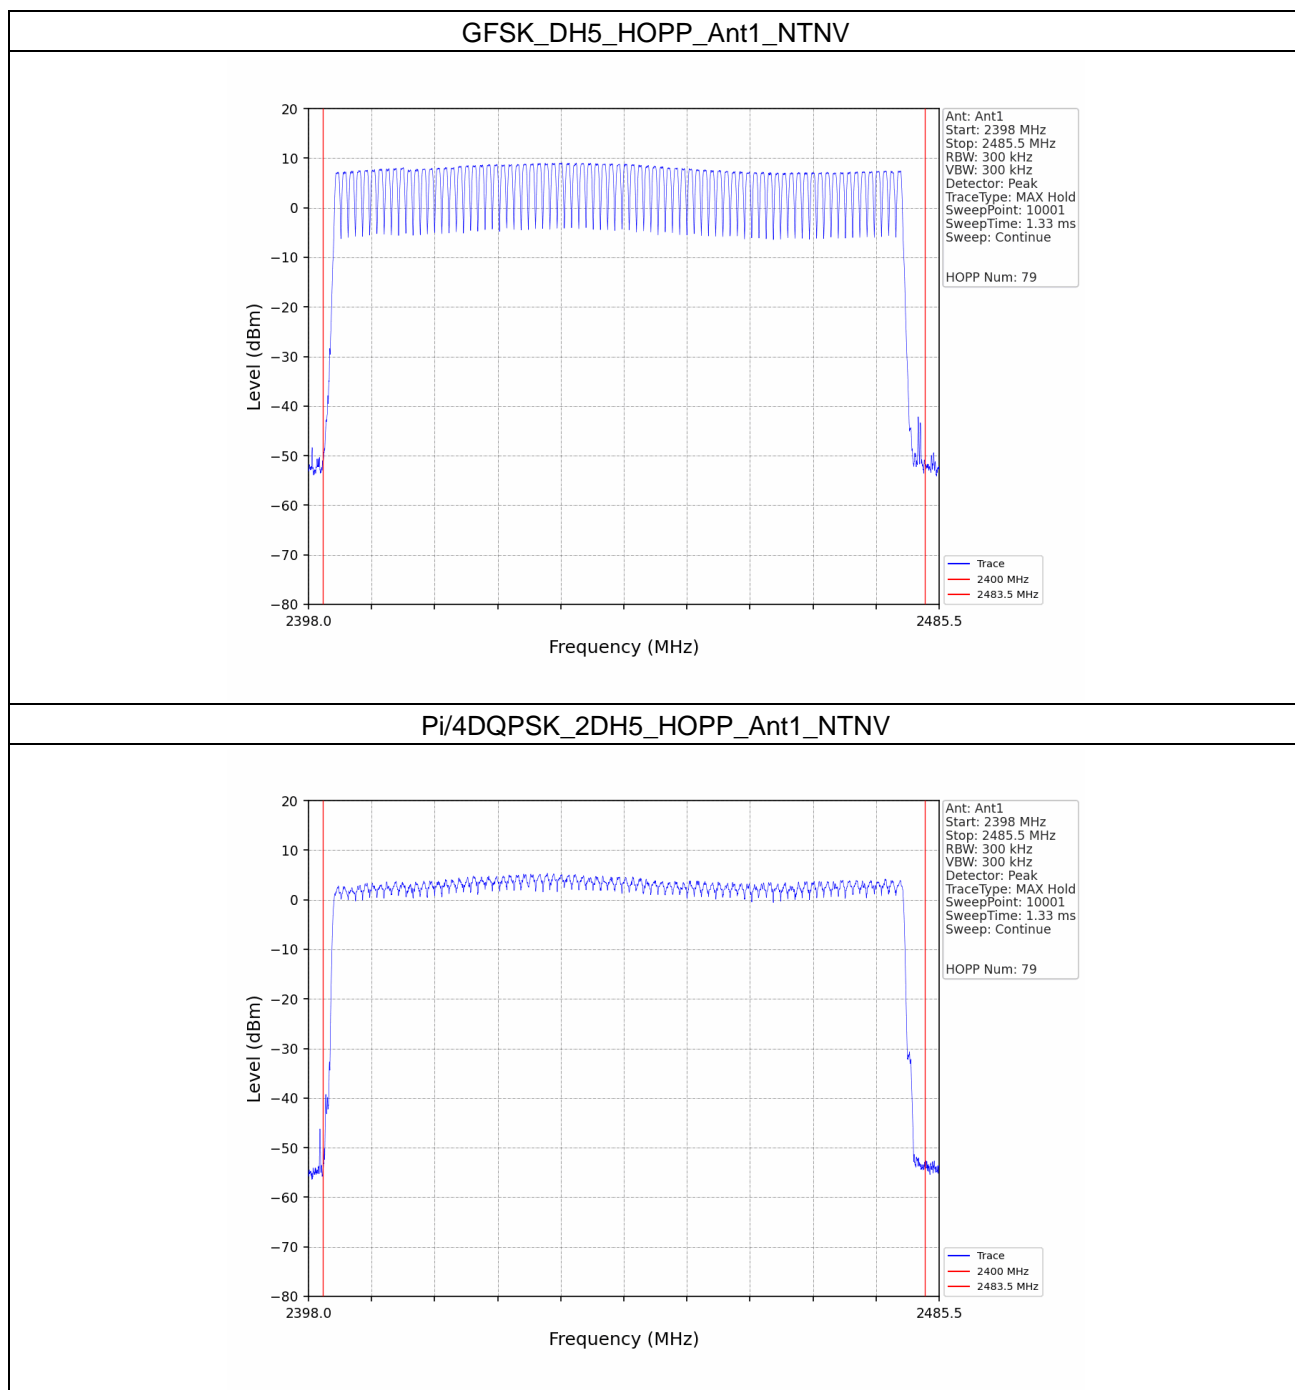 GFSK_DH5_HOPP_Ant1_NTNV
20
10
0
−10
−20
−30
−40
−50
−60
−70
−80
Level (dBm)
2398.0
2485.5
Frequency (MHz)
Ant: Ant1
Start: 2398 MHz
Stop: 2485.5 MHz
RBW: 300 kHz
VBW: 300 kHz
Detector: Peak
TraceType: MAX Hold
SweepPoint: 10001
SweepTime: 1.33 ms
Sweep: Continue
HOPP Num: 79
Trace
2400 MHz
2483.5 MHz
Pi/4DQPSK_2DH5_HOPP_Ant1_NTNV
20
10
0
−10
−20
−30
−40
−50
−60
−70
−80
Level (dBm)
2398.0
2485.5
Frequency (MHz)
Ant: Ant1
Start: 2398 MHz
Stop: 2485.5 MHz
RBW: 300 kHz
VBW: 300 kHz
Detector: Peak
TraceType: MAX Hold
SweepPoint: 10001
SweepTime: 1.33 ms
Sweep: Continue
HOPP Num: 79
Trace
2400 MHz
2483.5 MHz